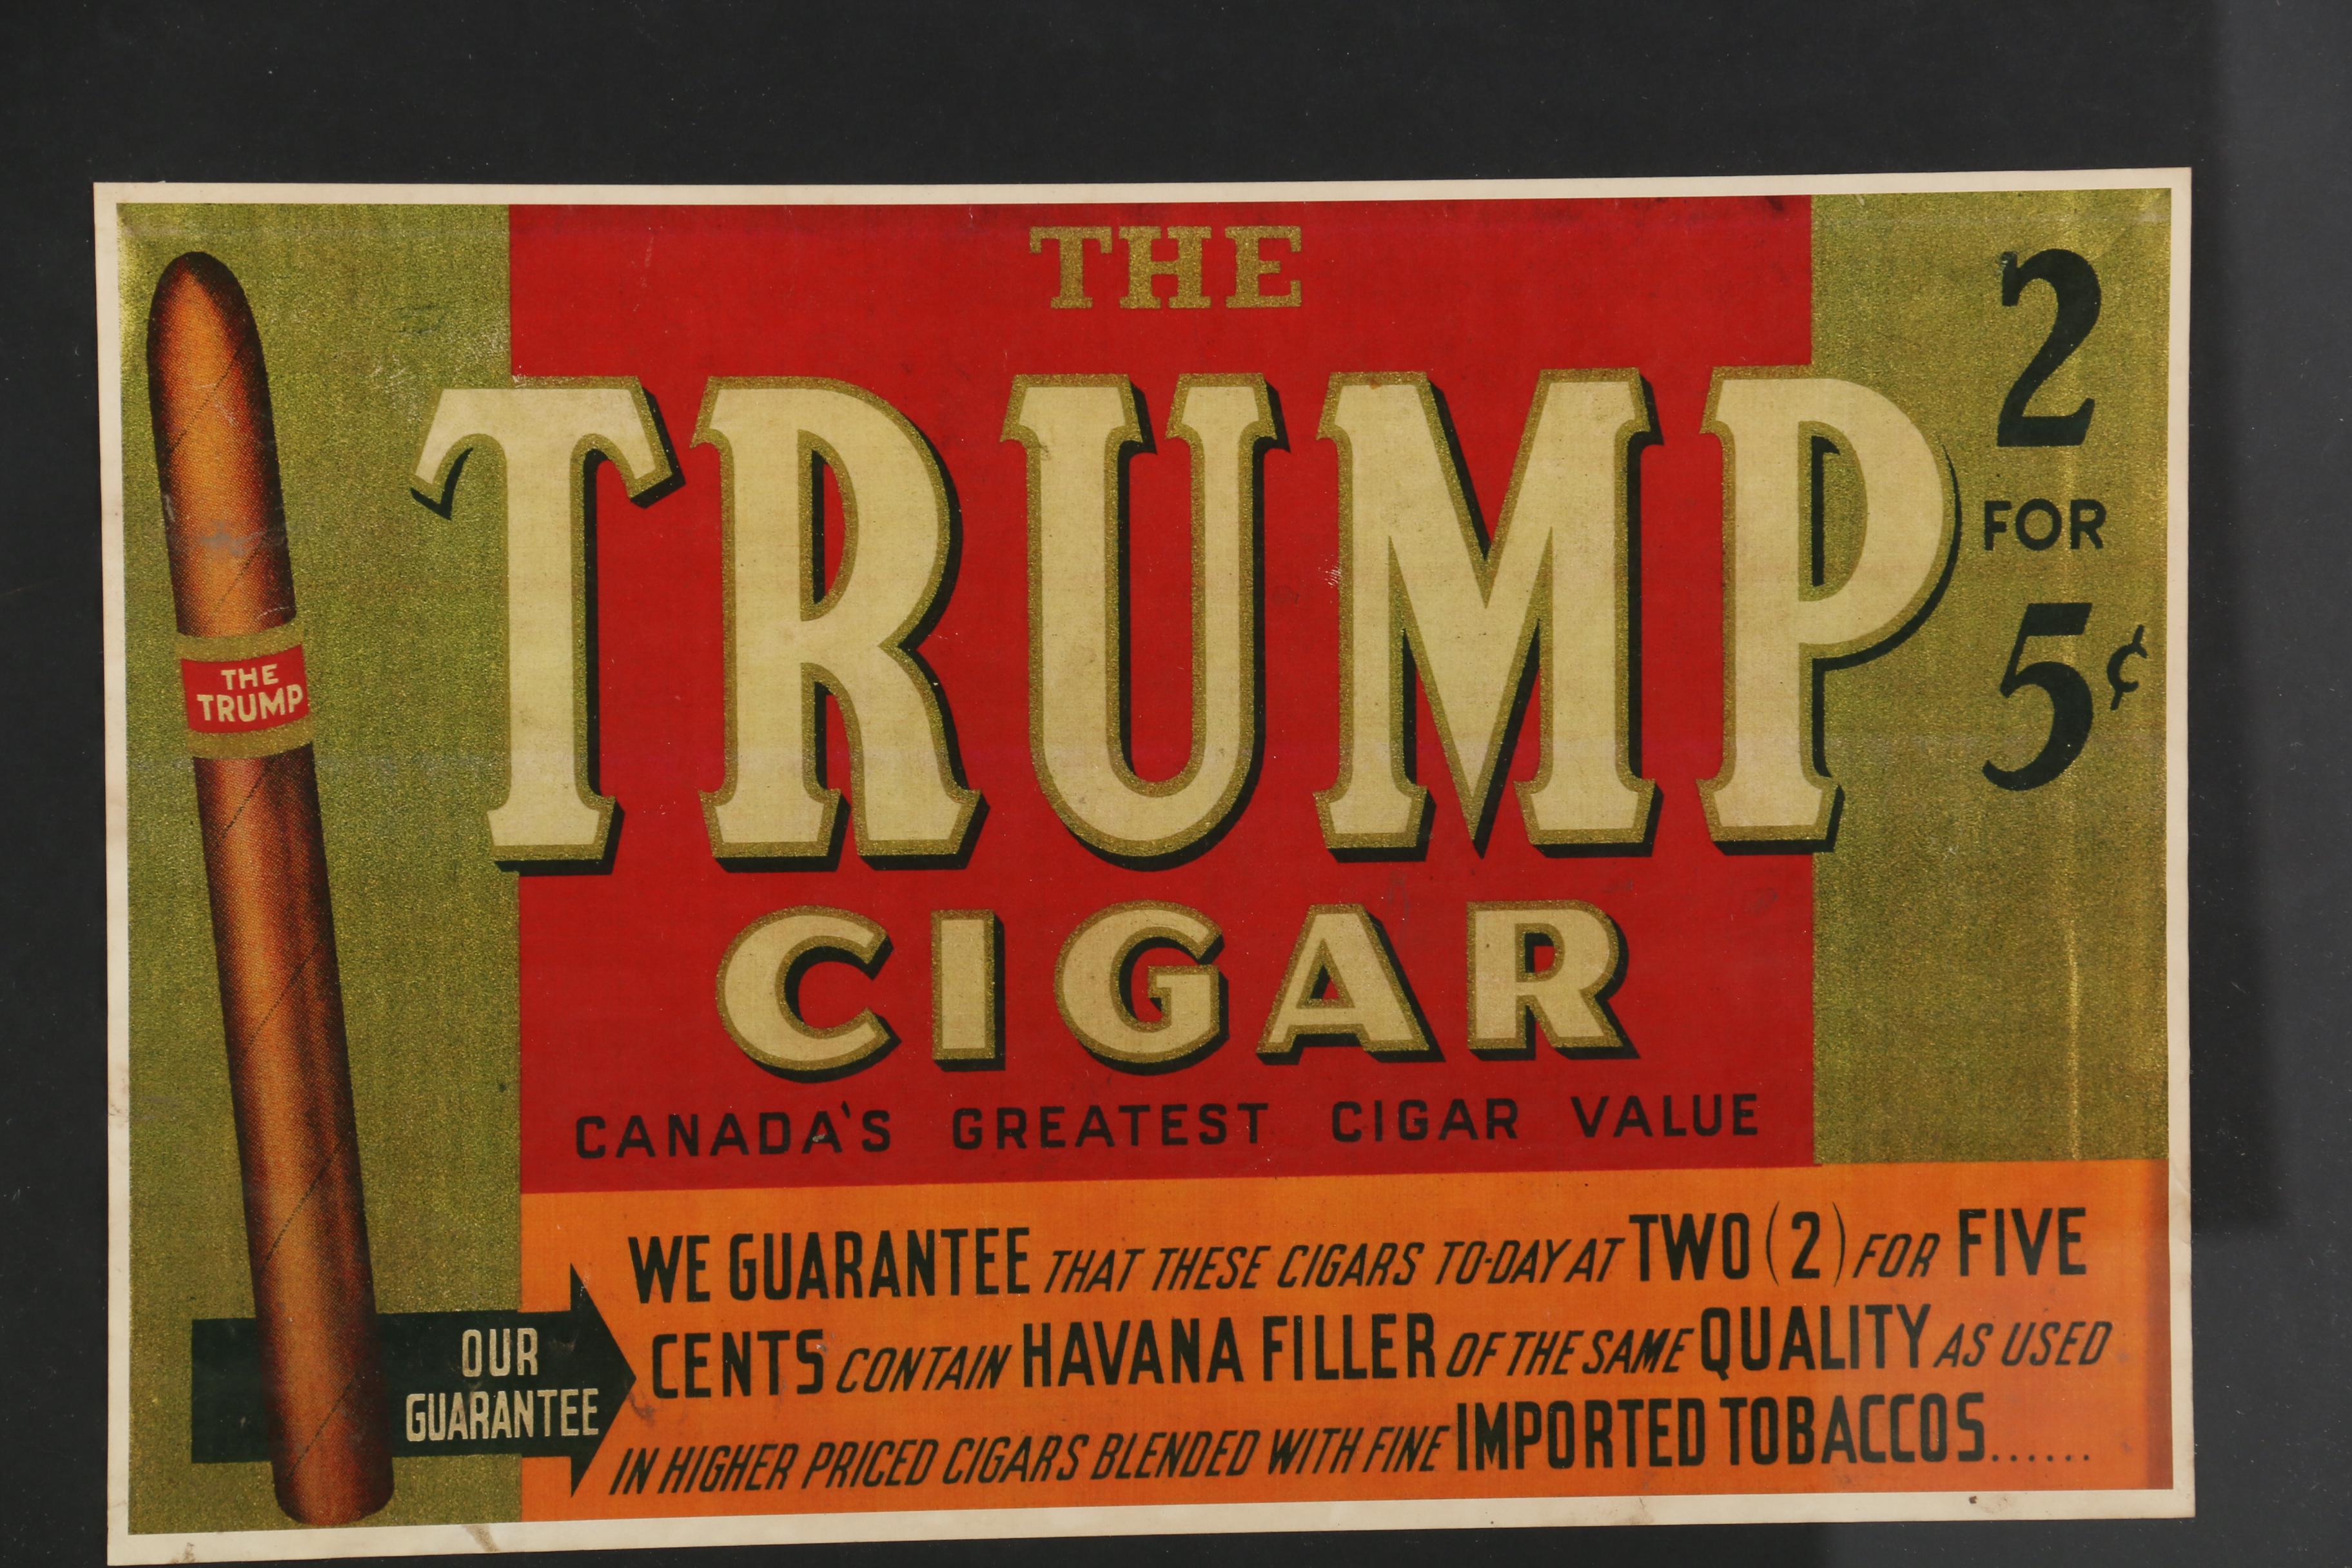 THE
TRUMP
CIGAR
CANADA'S GREATEST CIGAR VALUE
2
FOR
5¢
THE
TRUMP
OUR
GUARANTEE
WE GUARANTEE THAT THESE CIGARS TO-DAY AT TWO (2) FOR FIVE
CENTS CONTAIN HAVANA FILLER OF THE SAME QUALITY AS USED
IN HIGHER PRICED CIGARS BLENDED WITH FINE IMPORTED TOBACCOS......